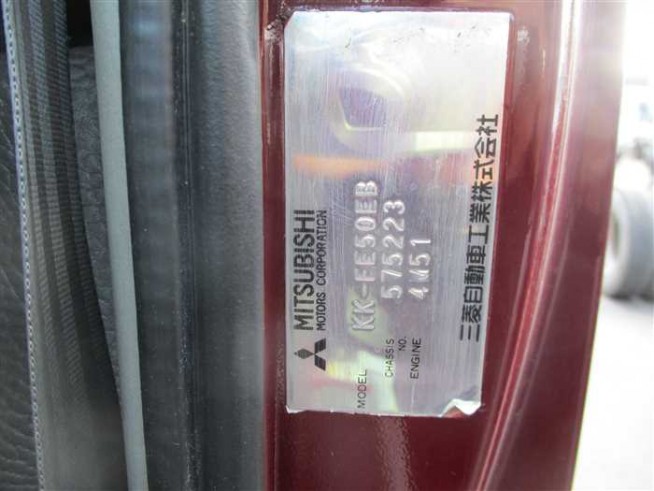 MITSUBISHI
MOTORS CORPORATION
MODEL KK-FE50EB
CHASSIS NO. 575223
ENGINE 4M51
三菱自動車工業株式会社